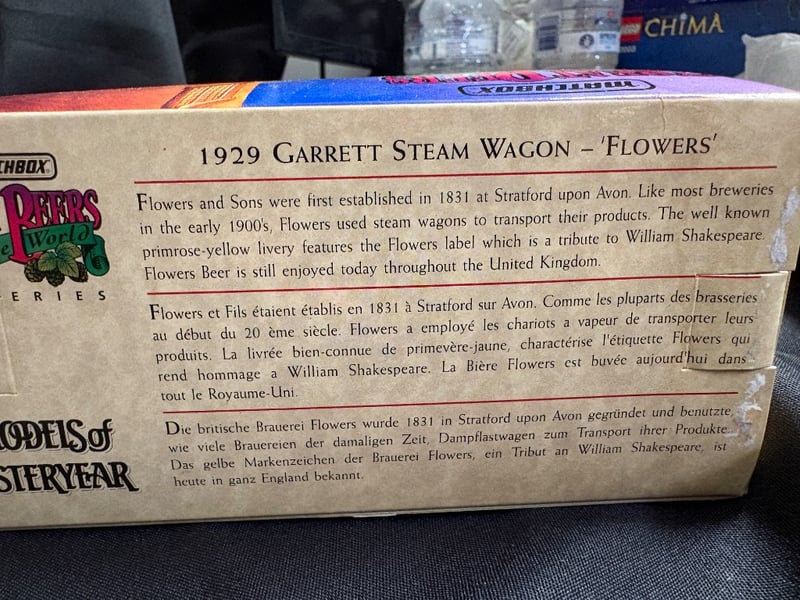 CHIMA
MATCHBOX
1929 GARRETT STEAM WAGON – 'FLOWERS'
Flowers and Sons were first established in 1831 at Stratford upon Avon. Like most breweries
in the early 1900's, Flowers used steam wagons to transport their products. The well known
primrose-yellow livery features the Flowers label which is a tribute to William Shakespeare.
Flowers Beer is still enjoyed today throughout the United Kingdom.
Flowers et Fils étaient établis en 1831 à Stratford sur Avon. Comme les pluparts des brasseries
au début du 20 ème siècle. Flowers a employé les chariots a vapeur de transporter leurs
produits. La livrée bien-connue de primevère-jaune, charactérise l'étiquette Flowers qui
rend hommage a William Shakespeare. La Bière Flowers est buvée aujourd'hui dans
tout le Royaume-Uni.
Die britische Brauerei Flowers wurde 1831 in Stratford upon Avon gegründet und benutzte,
wie viele Brauereien der damaligen Zeit, Dampflastwagen zum Transport ihrer Produkte.
Das gelbe Markenzeichen der Brauerei Flowers, ein Tribut an William Shakespeare, ist
heute in ganz England bekannt.
CHBOX
BEERS
World
ERIES
ODELS of
STERYEAR